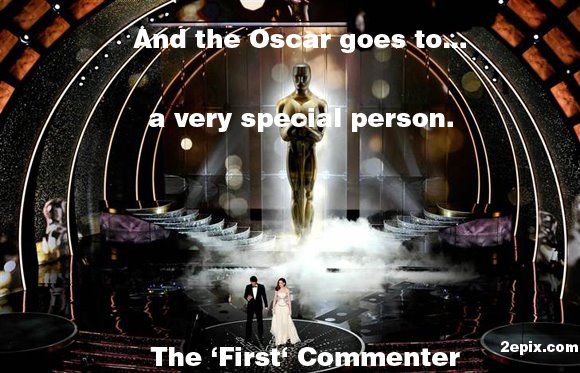 And the Oscar goes to...
a very special person.
The ‘First‘ Commenter
2epix.com